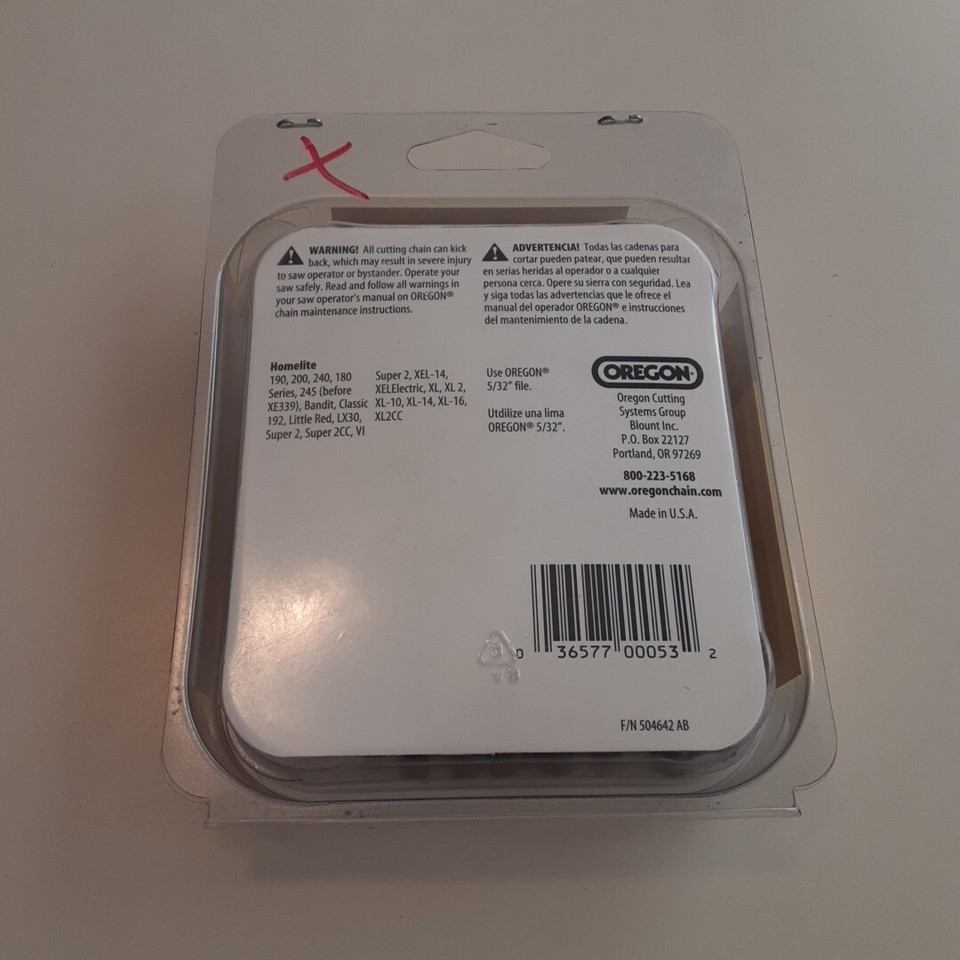 X
WARNING! All cutting chain can kick
back, which may result in severe injury
to saw operator or bystander. Operate your
saw safely. Read and follow all warnings in
your saw operator's manual on OREGON®
chain maintenance instructions.
ADVERTENCIA! Todas las cadenas para
cortar pueden patear, que pueden resultar
en serias heridas al operador o a cualquier
persona cerca. Opere su sierra con seguridad. Lea
y siga todas las advertencias que le ofrece el
manual del operador OREGON® e instrucciones
del mantenimiento de la cadena.
Homelite
190, 200, 240, 180
Series, 245 (before
XE339), Bandit, Classic
192, Little Red, LX30,
Super 2, Super 2CC, VI
Super 2, XEL-14,
XELElectric, XL, XL 2,
XL-10, XL-14, XL-16,
XL2CC
Use OREGON®
5/32" file.
Utdilize una lima
OREGON® 5/32".
OREGON
Oregon Cutting
Systems Group
Blount Inc.
P.O. Box 22127
Portland, OR 97269
800-223-5168
www.oregonchain.com
Made in U.S.A.
0 36577 00053 2
F/N 504642 AB